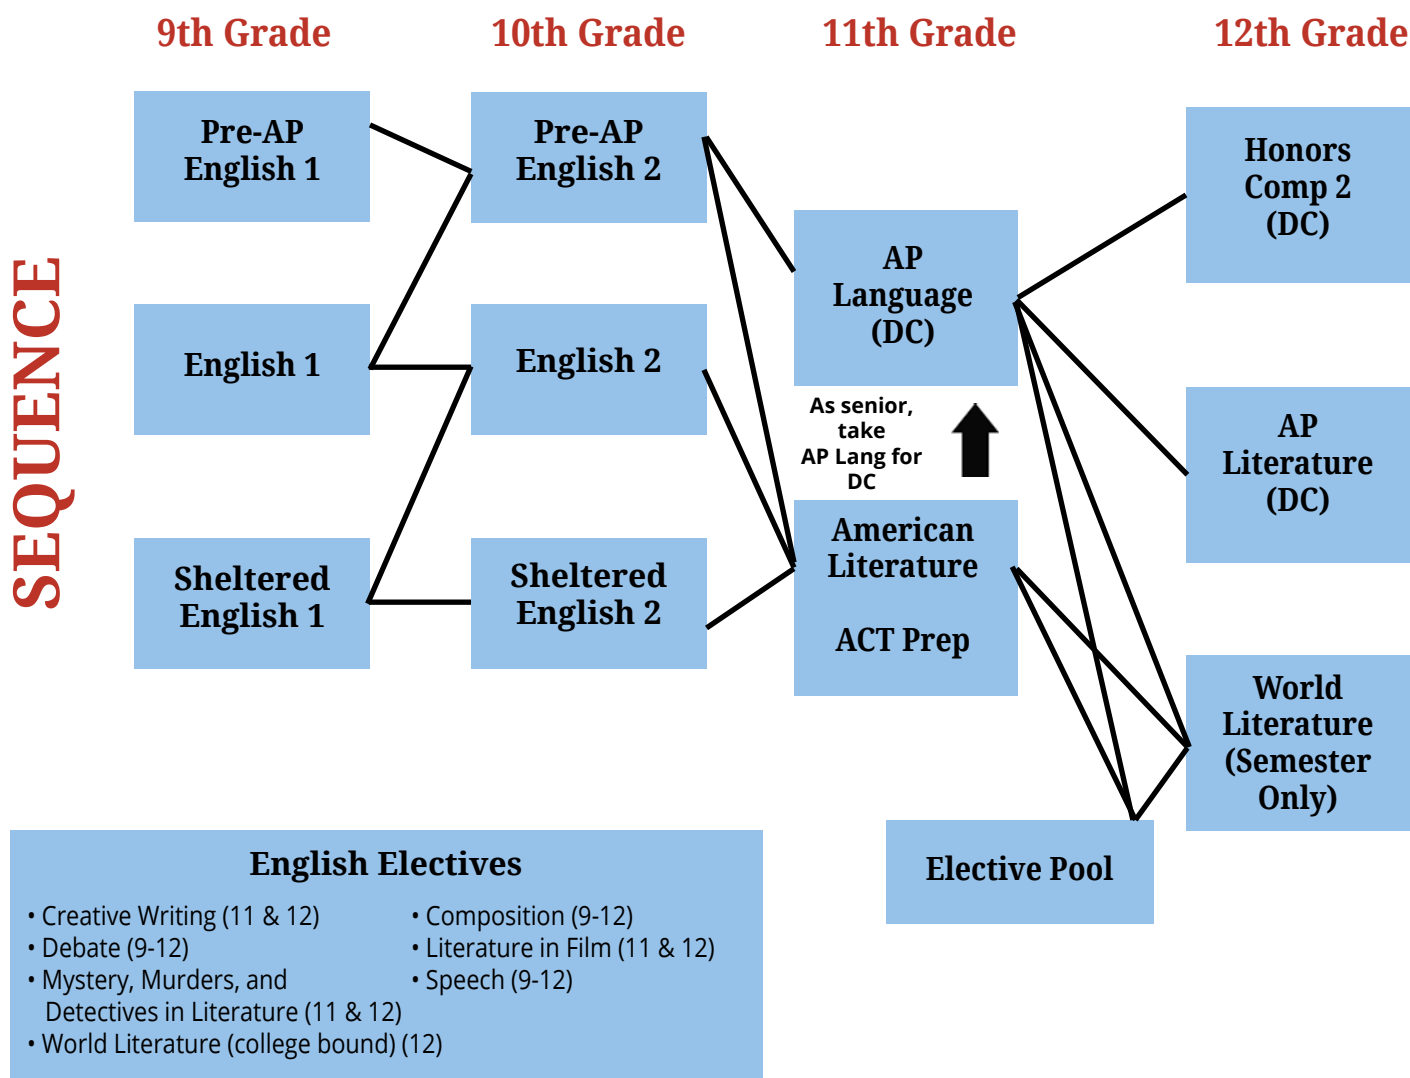 9th Grade
10th Grade
11th Grade
12th Grade
SEQUENCE
Pre-AP
English 1
English 1
Sheltered
English 1
Pre-AP
English 2
English 2
Sheltered
English 2
AP
Language
(DC)
As senior,
take
AP Lang for
DC
American
Literature
ACT Prep
Honors
Comp 2
(DC)
AP
Literature
(DC)
World
Literature
(Semester
Only)
Elective Pool
English Electives
• Creative Writing (11 & 12)
• Debate (9-12)
• Mystery, Murders, and
Detectives in Literature (11 & 12)
• World Literature (college bound) (12)
• Composition (9-12)
• Literature in Film (11 & 12)
• Speech (9-12)